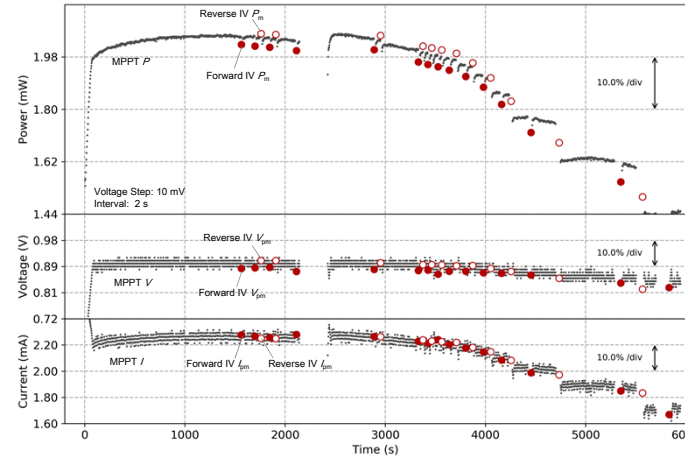 Reverse IV Pm
MPPT P
Forward IV Pm
10.0% /div
Voltage Step: 10 mV
Interval: 2 s
Power (mW)
1.98
1.80
1.62
1.44
Reverse IV Vpm
MPPT V
Forward IV Vpm
10.0% /div
Voltage (V)
0.98
0.89
0.81
0.72
MPPT I
Forward IV Ipm
Reverse IV Ipm
10.0% /div
Current (mA)
2.20
2.00
1.80
1.60
0 1000 2000 3000 4000 5000
Time (s)